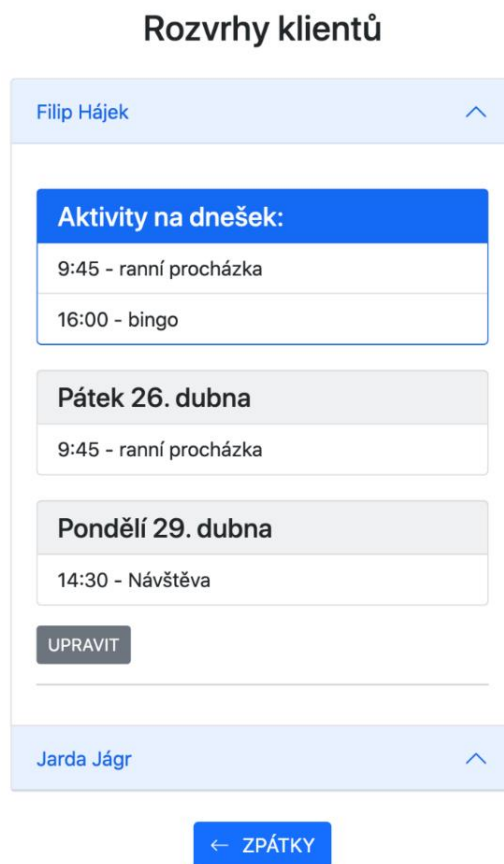 Rozvrhy klientů
Filip Hájek
Aktivity na dnešek:
9:45 - ranní procházka
16:00 - bingo
Pátek 26. dubna
9:45 - ranní procházka
Pondělí 29. dubna
14:30 - Návštěva
UPRAVIT
Jarda Jágr
← ZPÁTKY